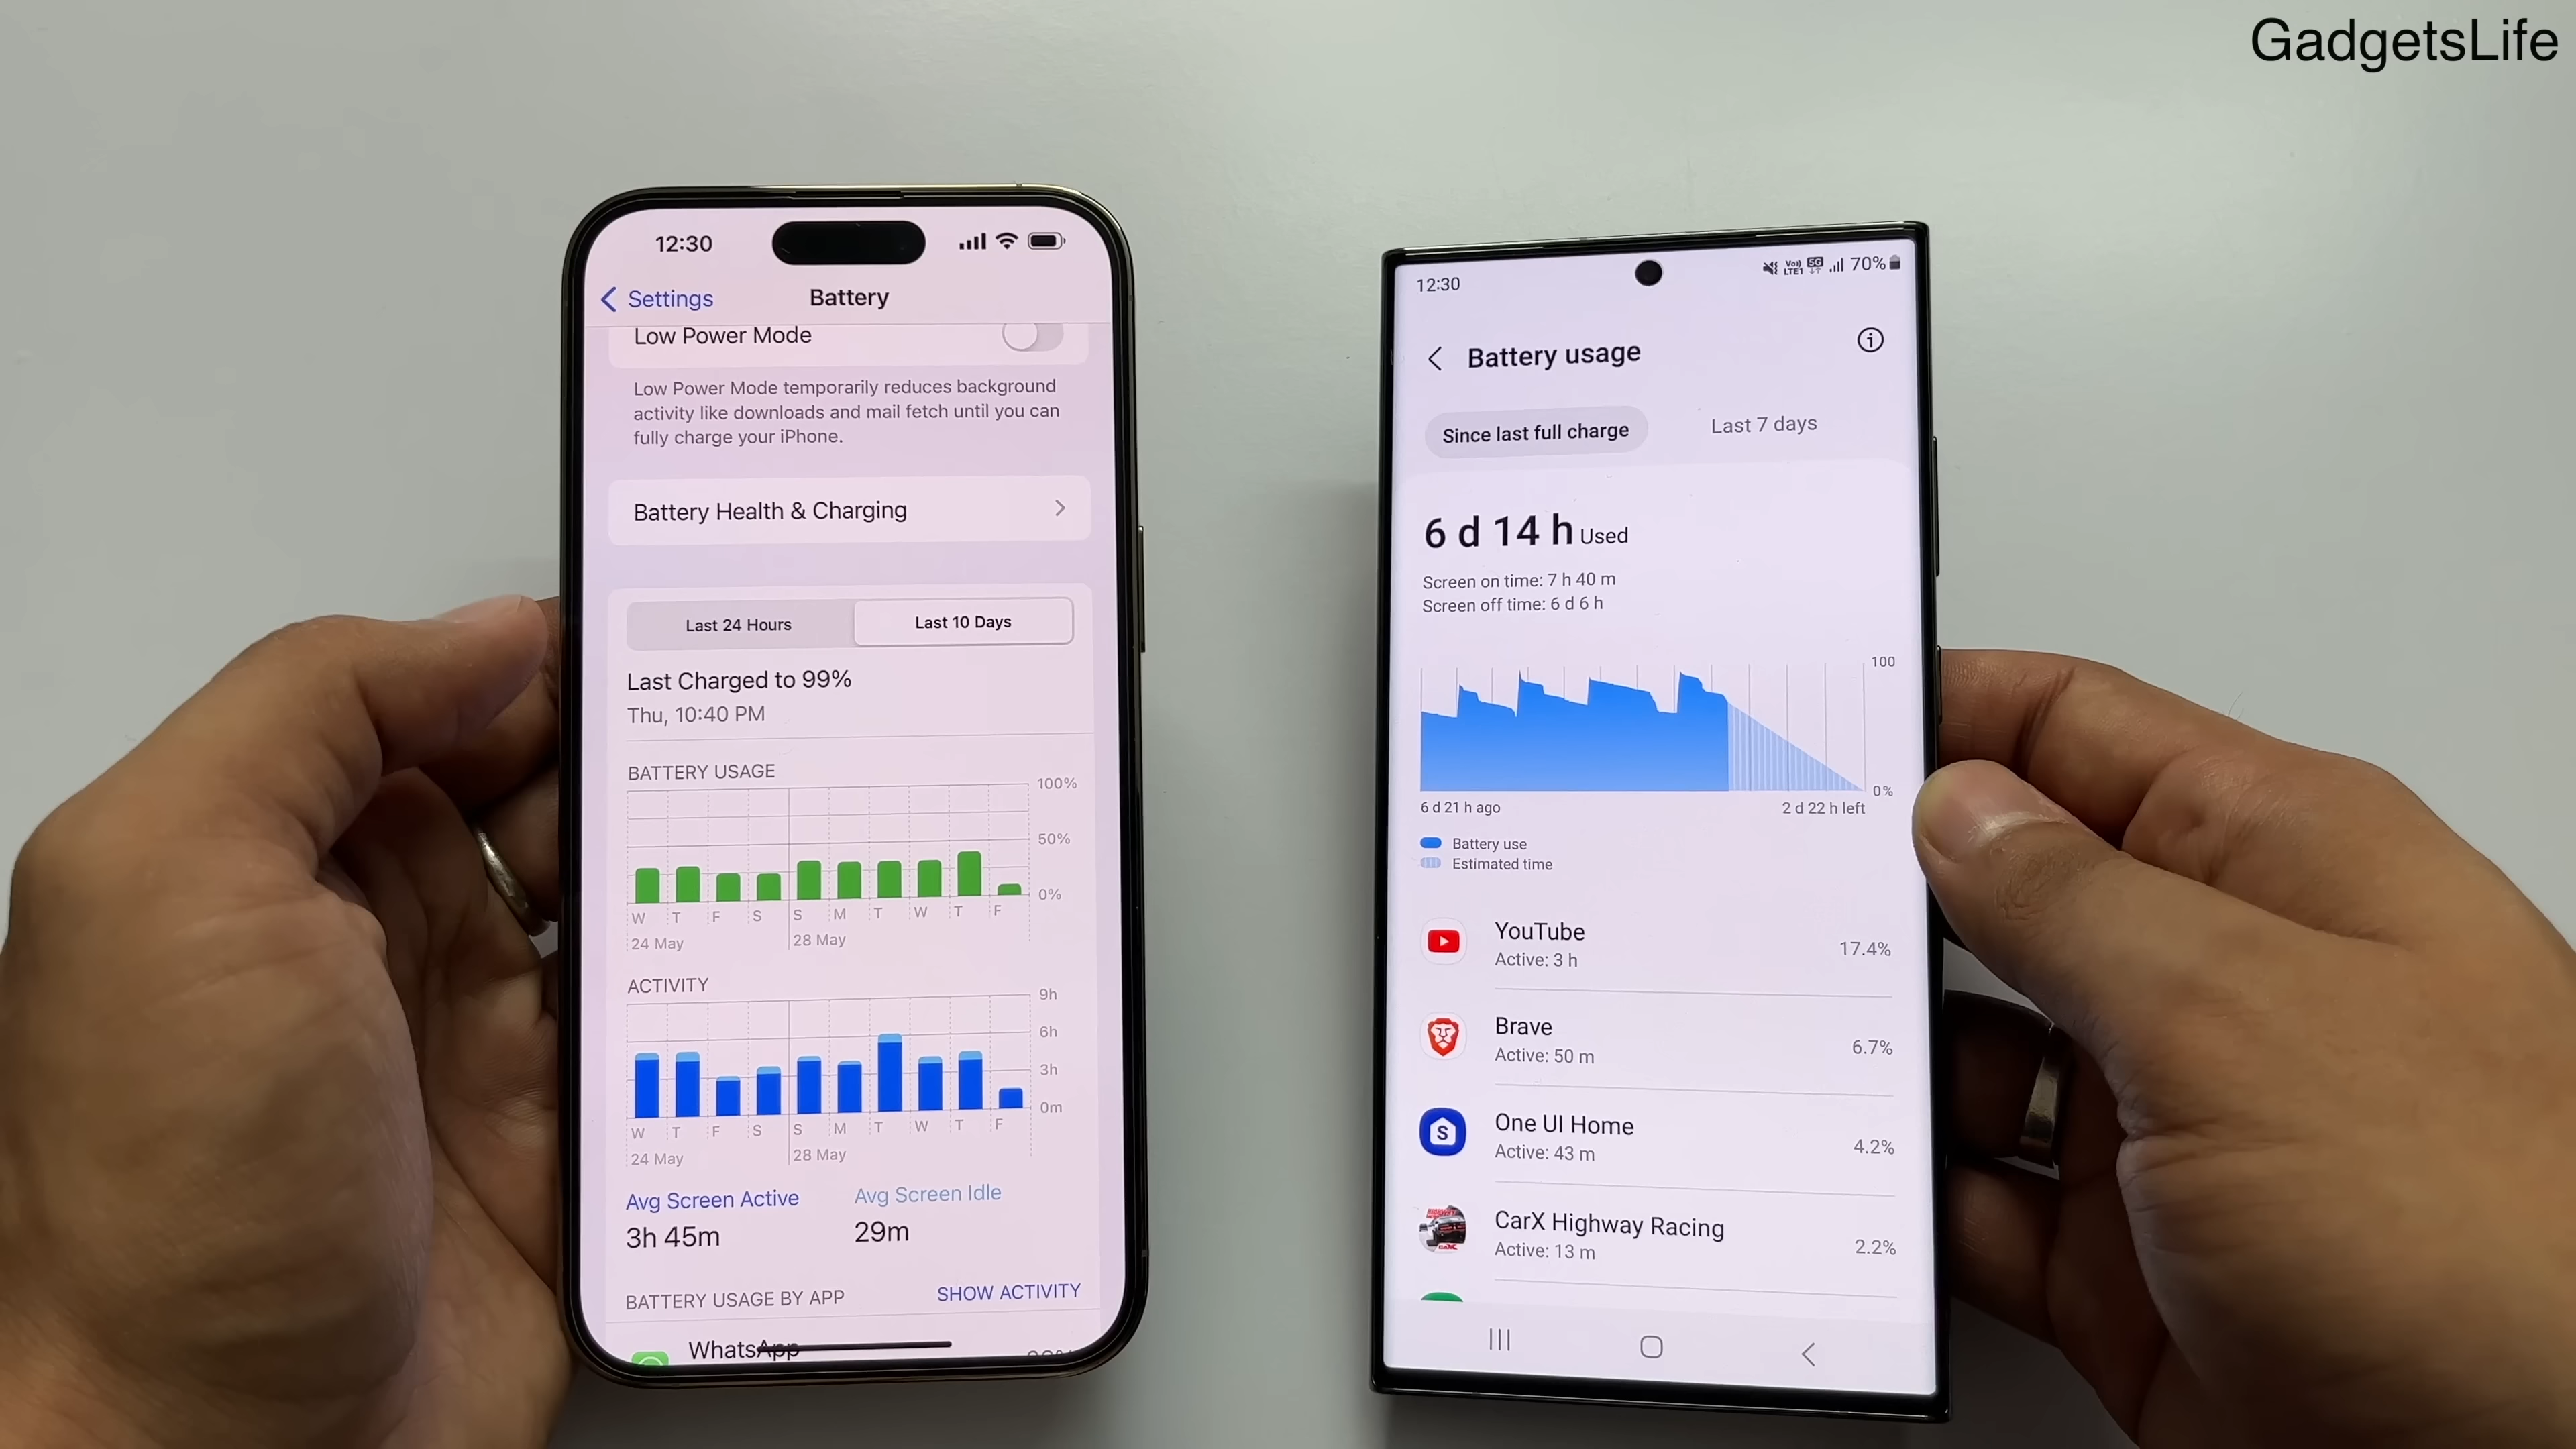 GadgetsLife
12:30
Settings
Battery
Low Power Mode
Low Power Mode temporarily reduces background
activity like downloads and mail fetch until you can
fully charge your iPhone.
Battery Health & Charging
Last 24 Hours
Last 10 Days
Last Charged to 99%
Thu, 10:40 PM
BATTERY USAGE
100%
50%
0%
W T F S S M T W T F
24 May 28 May
ACTIVITY
9h
6h
3h
0m
W T F S S M T W T F
24 May 28 May
Avg Screen Active Avg Screen Idle
3h 45m 29m
BATTERY USAGE BY APP SHOW ACTIVITY
WhatsApp
12:30
Vo)) LTE1 5G 70%
Battery usage
Since last full charge Last 7 days
6 d 14 h Used
Screen on time: 7 h 40 m
Screen off time: 6 d 6 h
100
0%
6 d 21 h ago 2 d 22 h left
Battery use
Estimated time
YouTube
Active: 3 h
17.4%
Brave
Active: 50 m
6.7%
One UI Home
Active: 43 m
4.2%
CarX Highway Racing
Active: 13 m
2.2%